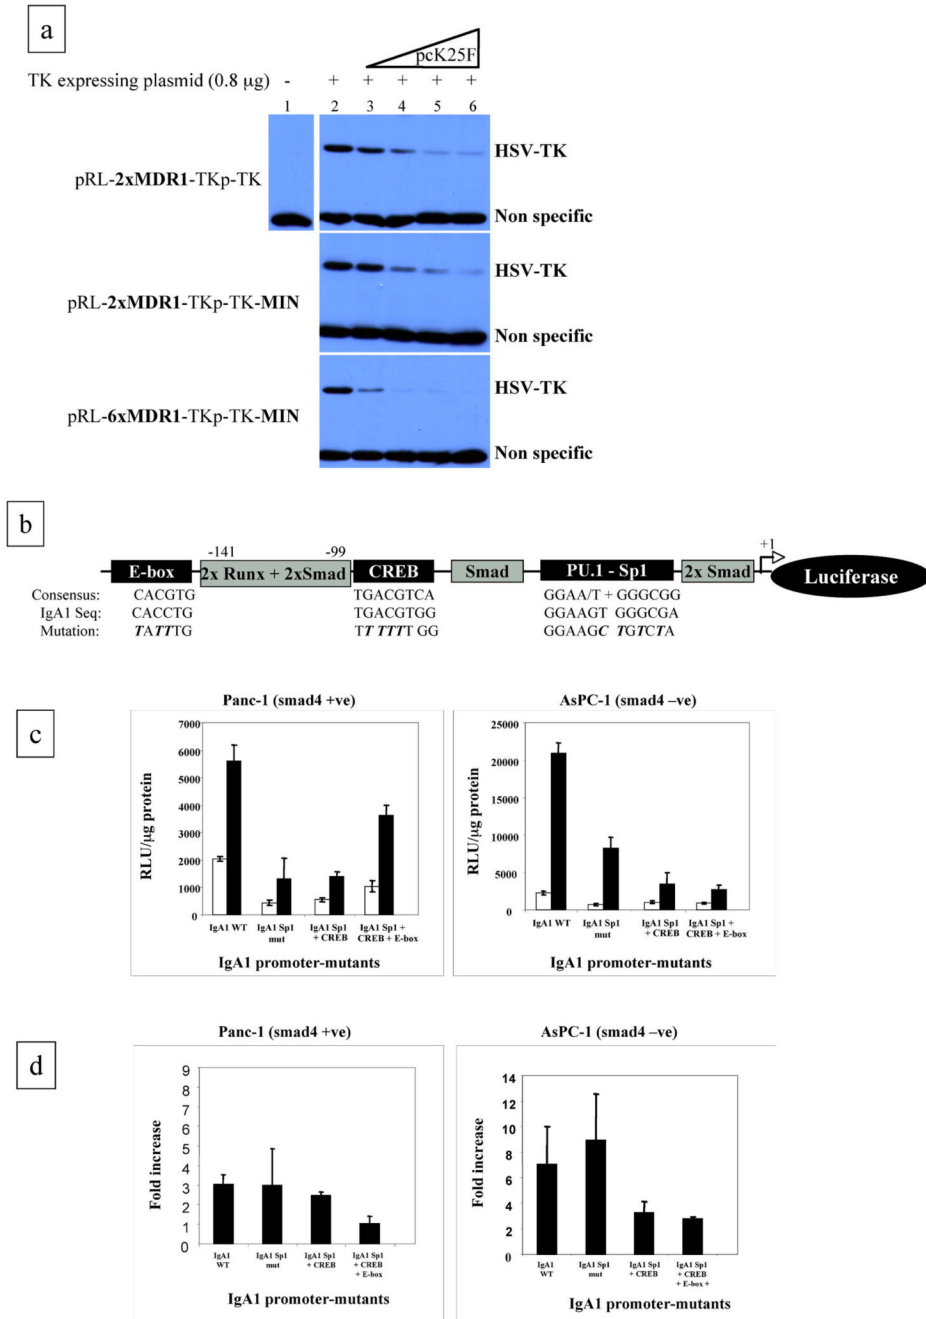 a
pcK25F
TK expressing plasmid (0.8 µg) - + + + + +
1 2 3 4 5 6
pRL-2xMDR1-TKp-TK
HSV-TK
Non specific
pRL-2xMDR1-TKp-TK-MIN
HSV-TK
Non specific
pRL-6xMDR1-TKp-TK-MIN
HSV-TK
Non specific
b
-141 -99 +1
E-box 2x Runx + 2xSmad CREB Smad PU.1 - Sp1 2x Smad Luciferase
Consensus: CACGTG TGACGTCA GGAA/T + GGGCGG
IgA1 Seq: CACCTG TGACGTGG GGAAGT GGGCGA
Mutation: TATTTG TT TTTT GG GGAAGC TGTCTA
c
Panc-1 (smad4 +ve)
RLU/µg protein
7000
6000
5000
4000
3000
2000
1000
0
IgA1 WT IgA1 Sp1 mut IgA1 Sp1 + CREB IgA1 Sp1 + CREB + E-box
IgA1 promoter-mutants
AsPC-1 (smad4 –ve)
RLU/µg protein
25000
20000
15000
10000
5000
0
IgA1 WT IgA1 Sp1 mut IgA1 Sp1 + CREB IgA1 Sp1 + CREB + E-box
IgA1 promoter-mutants
d
Panc-1 (smad4 +ve)
Fold increase
9
8
7
6
5
4
3
2
1
0
IgA1 WT IgA1 Sp1 mut IgA1 Sp1 + CREB IgA1 Sp1 + CREB + E-box
IgA1 promoter-mutants
AsPC-1 (smad4 –ve)
Fold increase
14
12
10
8
6
4
2
0
IgA1 WT IgA1 Sp1 mut IgA1 Sp1 + CREB IgA1 Sp1 + CREB + E-box +
IgA1 promoter-mutants